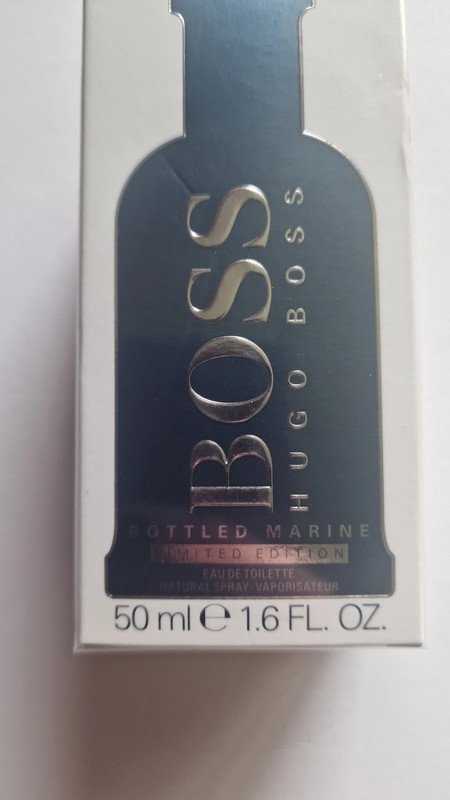 BOSS
HUGO BOSS
BOTTLED MARINE
LIMITED EDITION
EAU DE TOILETTE
NATURAL SPRAY · VAPORISATEUR
50 ml ℮ 1.6 FL. OZ.